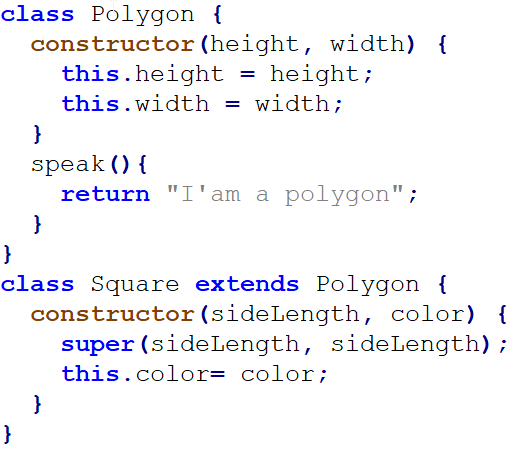 class Polygon {
  constructor(height, width) {
    this.height = height;
    this.width = width;
  }
  speak(){
    return "I'am a polygon";
  }
}
class Square extends Polygon {
  constructor(sideLength, color) {
    super(sideLength, sideLength);
    this.color= color;
  }
}